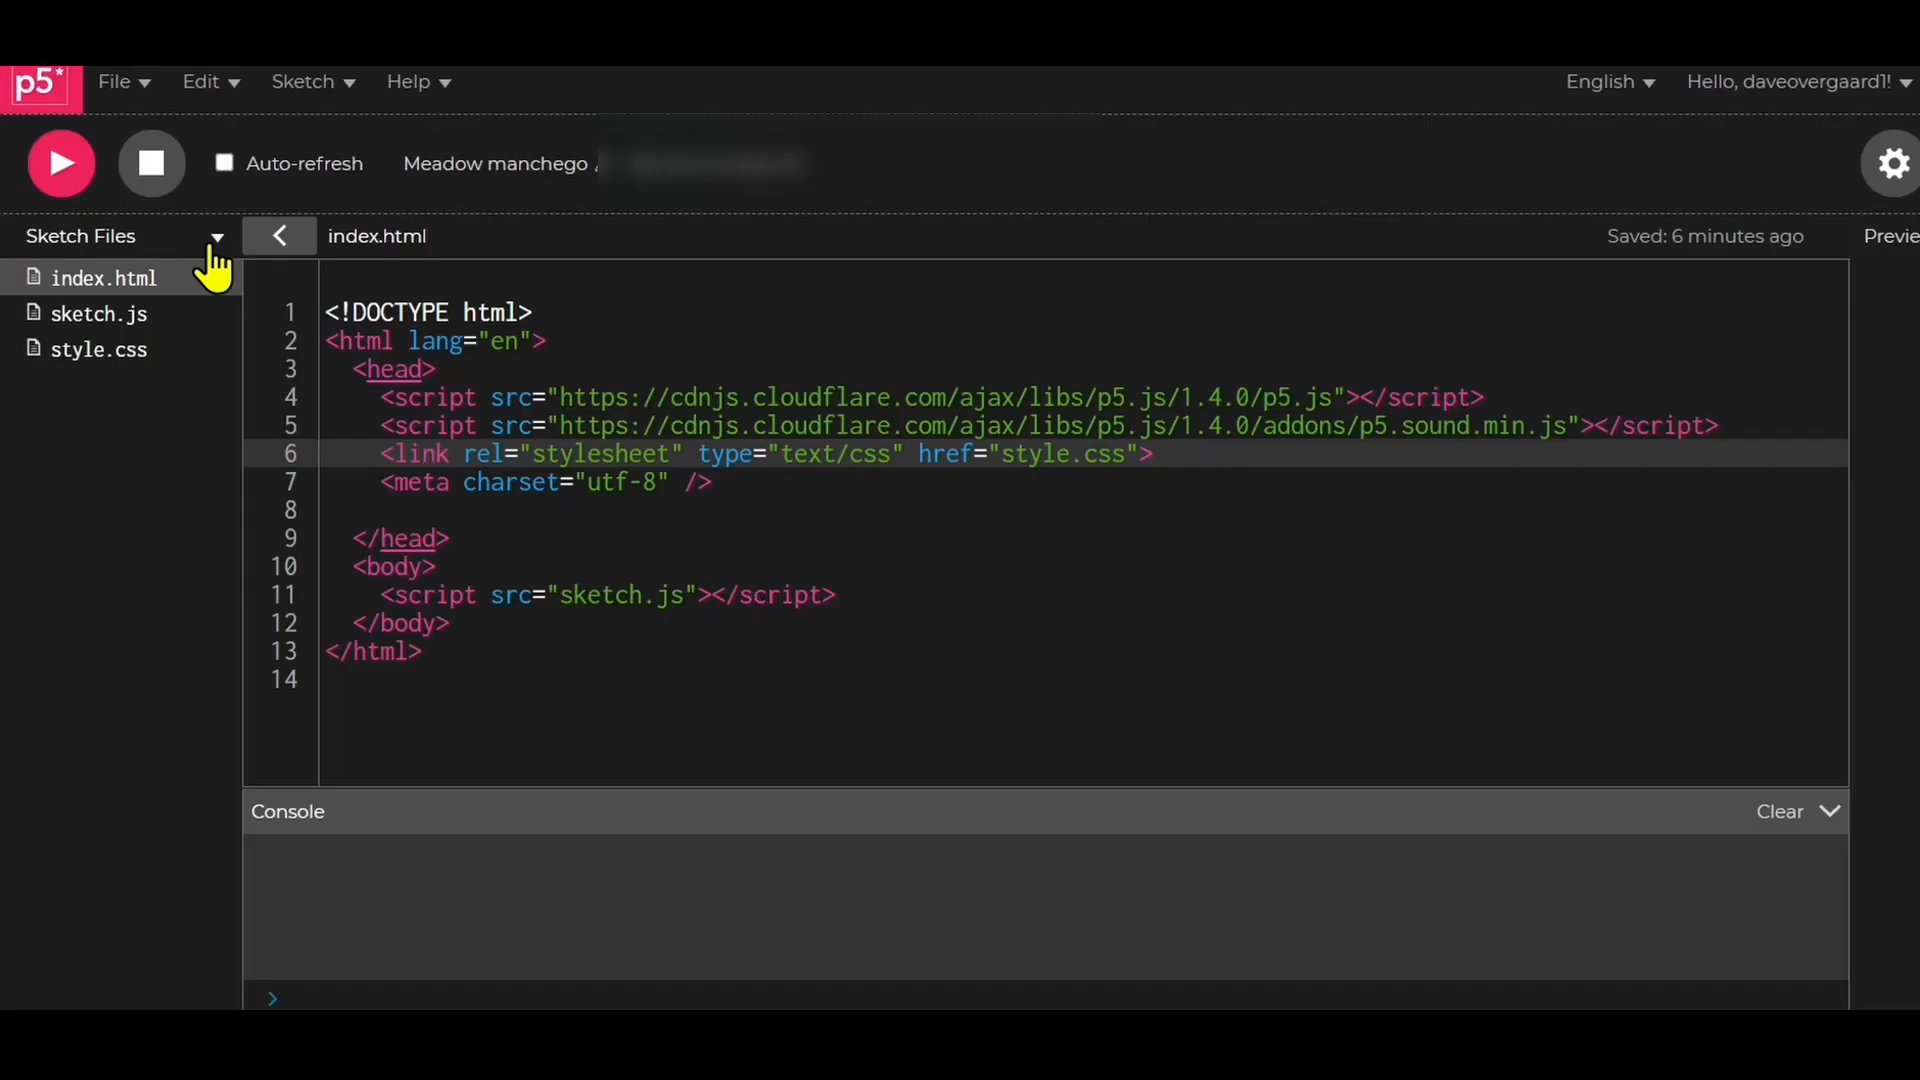 p5* File Edit Sketch Help English Hello, daveovergaard1!
Auto-refresh Meadow manchego
Sketch Files index.html Saved: 6 minutes ago Previe
index.html
sketch.js
style.css
1 <!DOCTYPE html>
2 <html lang="en">
3 <head>
4 <script src="https://cdnjs.cloudflare.com/ajax/libs/p5.js/1.4.0/p5.js"></script>
5 <script src="https://cdnjs.cloudflare.com/ajax/libs/p5.js/1.4.0/addons/p5.sound.min.js"></script>
6 <link rel="stylesheet" type="text/css" href="style.css">
7 <meta charset="utf-8" />
8
9 </head>
10 <body>
11 <script src="sketch.js"></script>
12 </body>
13 </html>
14
Console Clear
>